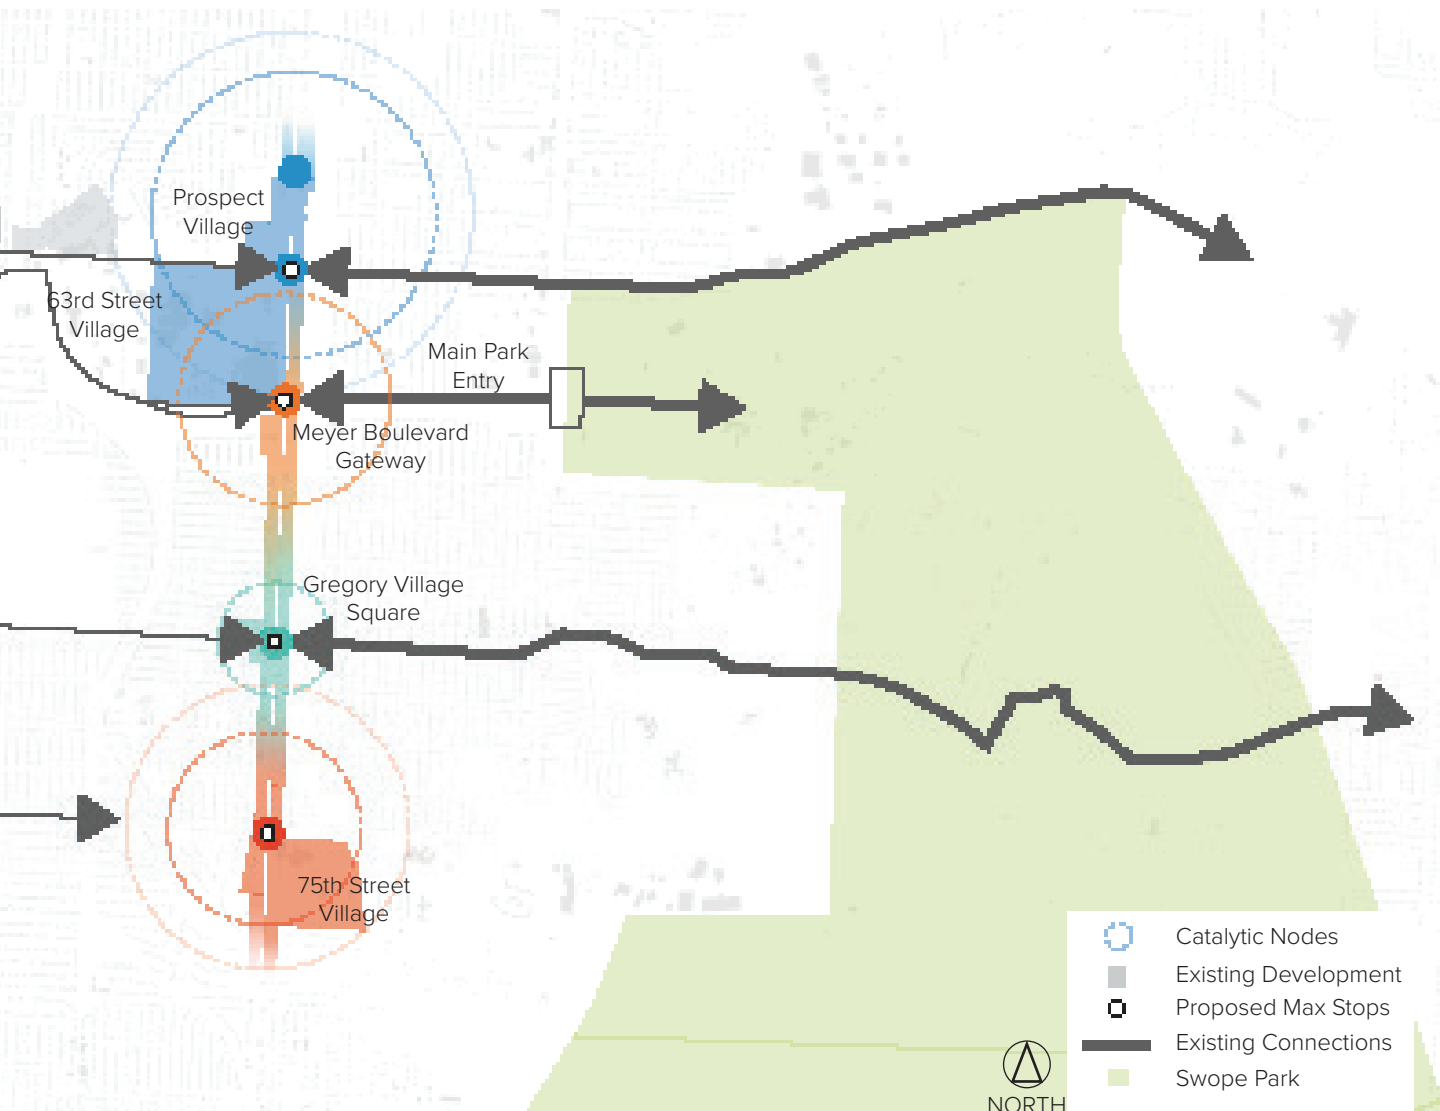 Prospect
Village
63rd Street
Village
Main Park
Entry
Meyer Boulevard
Gateway
Gregory Village
Square
75th Street
Village
Catalytic Nodes
Existing Development
Proposed Max Stops
Existing Connections
Swope Park
NORTH